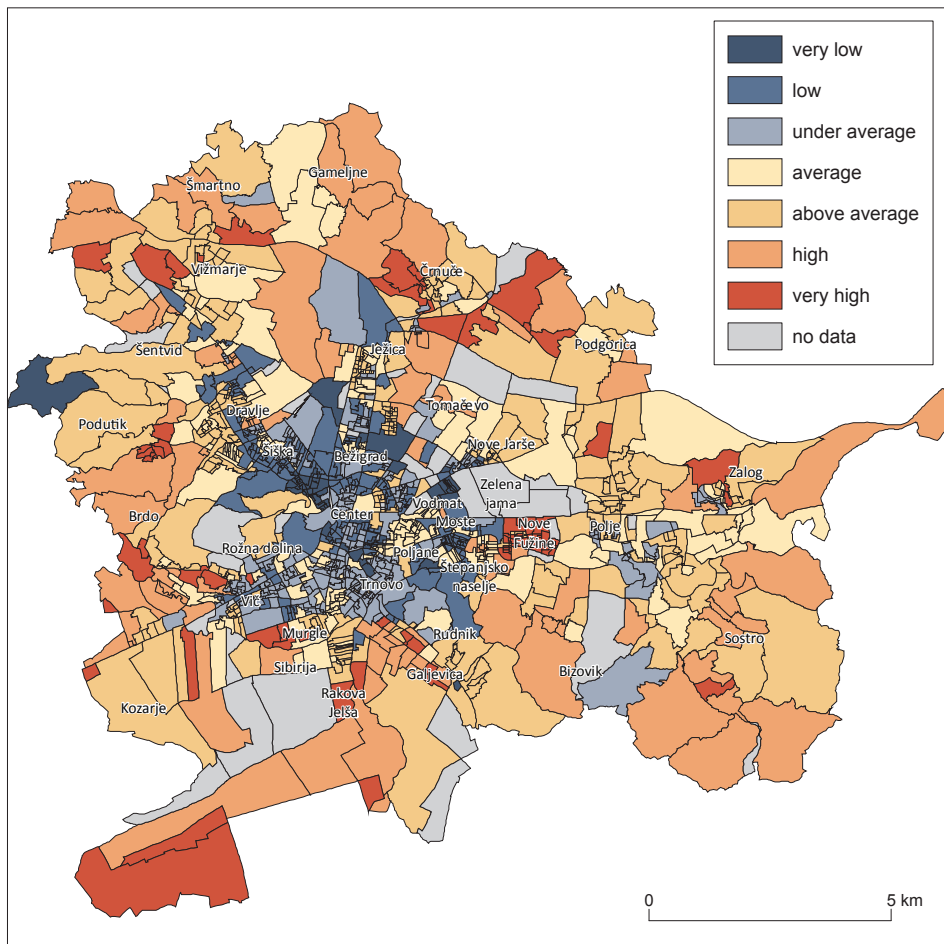 very low
low
under average
average
above average
high
very high
no data
Gameljne
Šmartno
Vižmarje
Črnuče
Šentvid
Ježica
Podgorica
Dravlje
Tomačevo
Podutik
Šiška
Bežigrad
Nove Jarše
Zalog
Zelena
jama
Brdo
Center
Vodmat
Moste
Nove
Fužine
Polje
Rožna dolina
Poljane
Štepanjsko
naselje
Vič
Trnovo
Murgle
Rudnik
Sostro
Sibirija
Galjevica
Bizovik
Rakova
Jelša
Kozarje
0
5 km